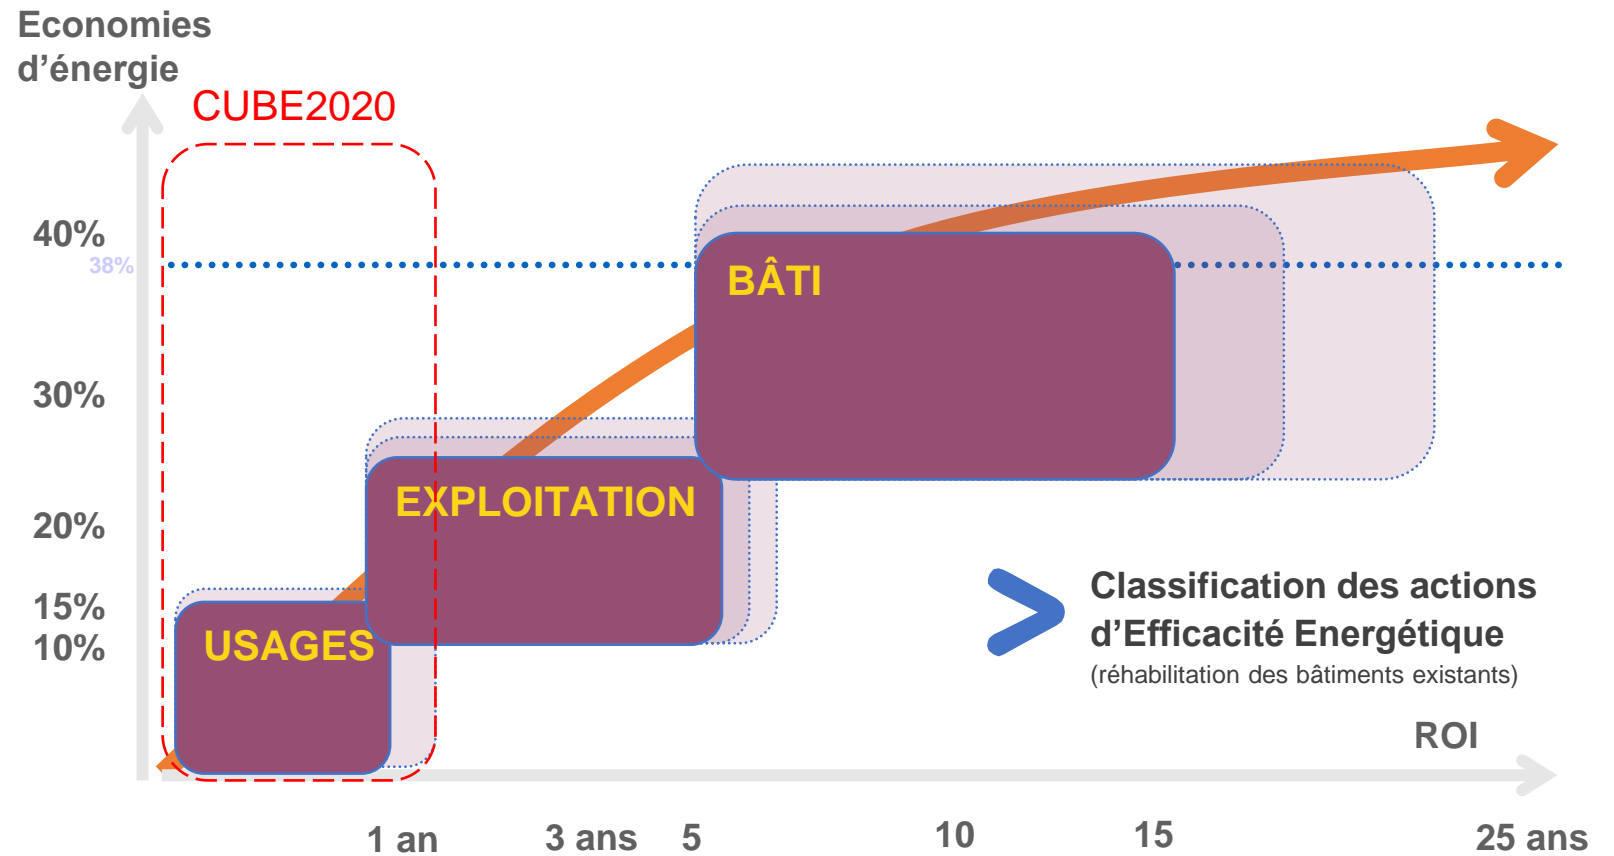 Economies
d’énergie
CUBE2020
40%
38%
BÂTI
30%
EXPLOITATION
20%
15%
10%
USAGES
Classification des actions
d’Efficacité Energétique
(réhabilitation des bâtiments existants)
ROI
1 an
3 ans
5
10
15
25 ans